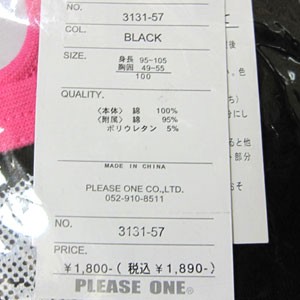 NO. 3131-57
COL. BLACK
SIZE. 身長 95-105
胸囲 49-55
100
QUALITY.
〈本体〉 綿 100%
〈附属〉 綿 95%
ポリウレタン 5%
MADE IN CHINA
PLEASE ONE CO.,LTD.
052-910-8511
NO. 3131-57
PRICE.
¥1,800-(税込 ¥1,890-)
PLEASE ONE®